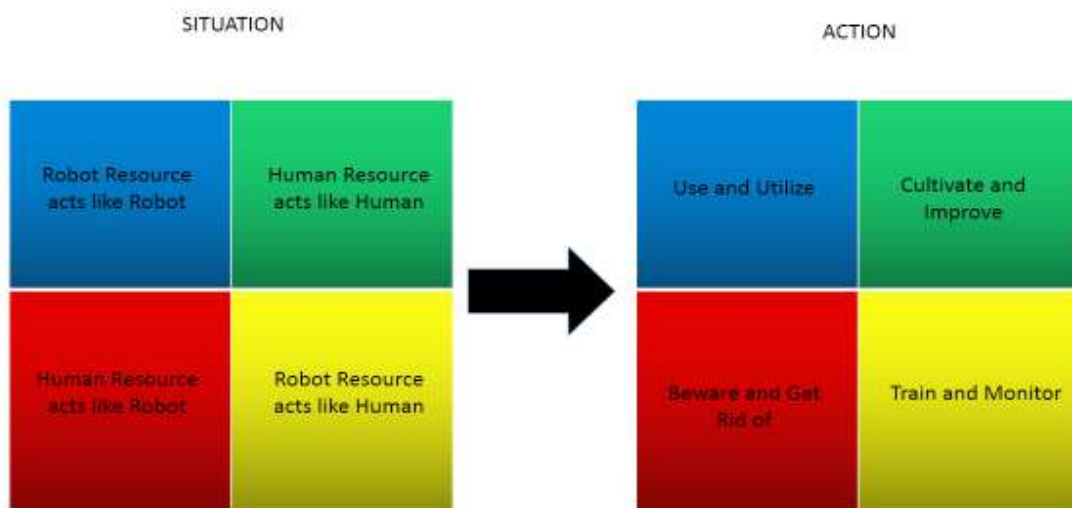 SITUATION
ACTION
Robot Resource
acts like Robot
Human Resource
acts like Human
Human Resource
acts like Robot
Robot Resource
acts like Human
Use and Utilize
Cultivate and
Improve
Beware and Get
Rid of
Train and Monitor